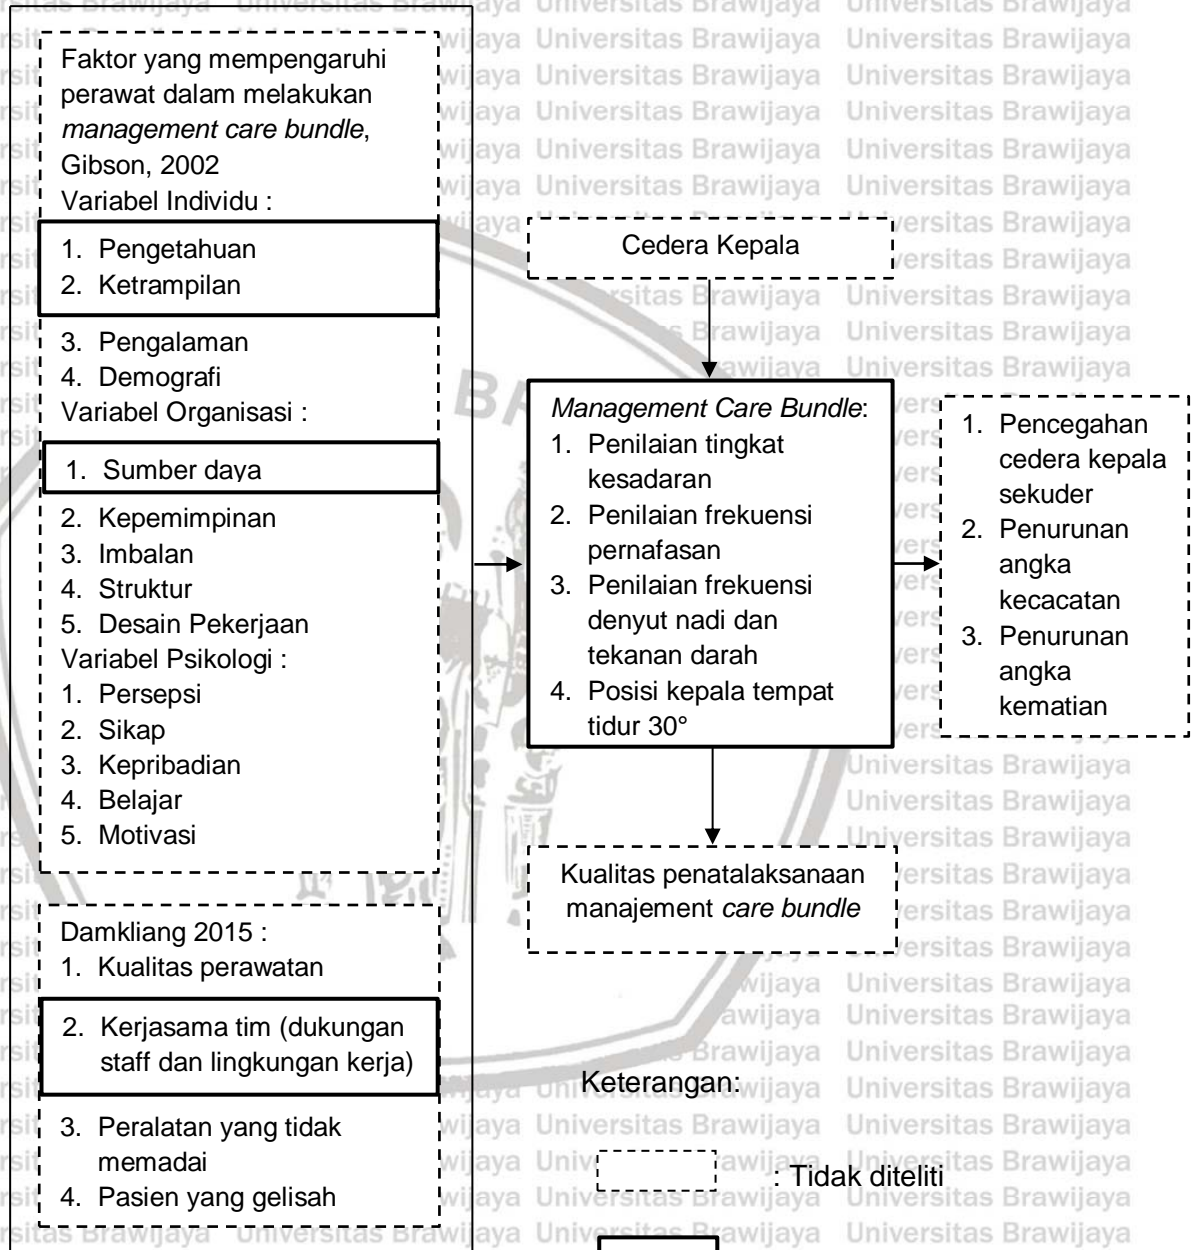 Faktor yang mempengaruhi
perawat dalam melakukan
management care bundle,
Gibson, 2002
Variabel Individu :
1. Pengetahuan
2. Ketrampilan
3. Pengalaman
4. Demografi
Variabel Organisasi :
1. Sumber daya
2. Kepemimpinan
3. Imbalan
4. Struktur
5. Desain Pekerjaan
Variabel Psikologi :
1. Persepsi
2. Sikap
3. Kepribadian
4. Belajar
5. Motivasi
Damkliang 2015 :
1. Kualitas perawatan
2. Kerjasama tim (dukungan
staff dan lingkungan kerja)
3. Peralatan yang tidak
memadai
4. Pasien yang gelisah
Cedera Kepala
Management Care Bundle:
1. Penilaian tingkat
kesadaran
2. Penilaian frekuensi
pernafasan
3. Penilaian frekuensi
denyut nadi dan
tekanan darah
4. Posisi kepala tempat
tidur 30°
Kualitas penatalaksanaan
manajement care bundle
1. Pencegahan
cedera kepala
sekuder
2. Penurunan
angka
kecacatan
3. Penurunan
angka
kematian
Keterangan:
: Tidak diteliti